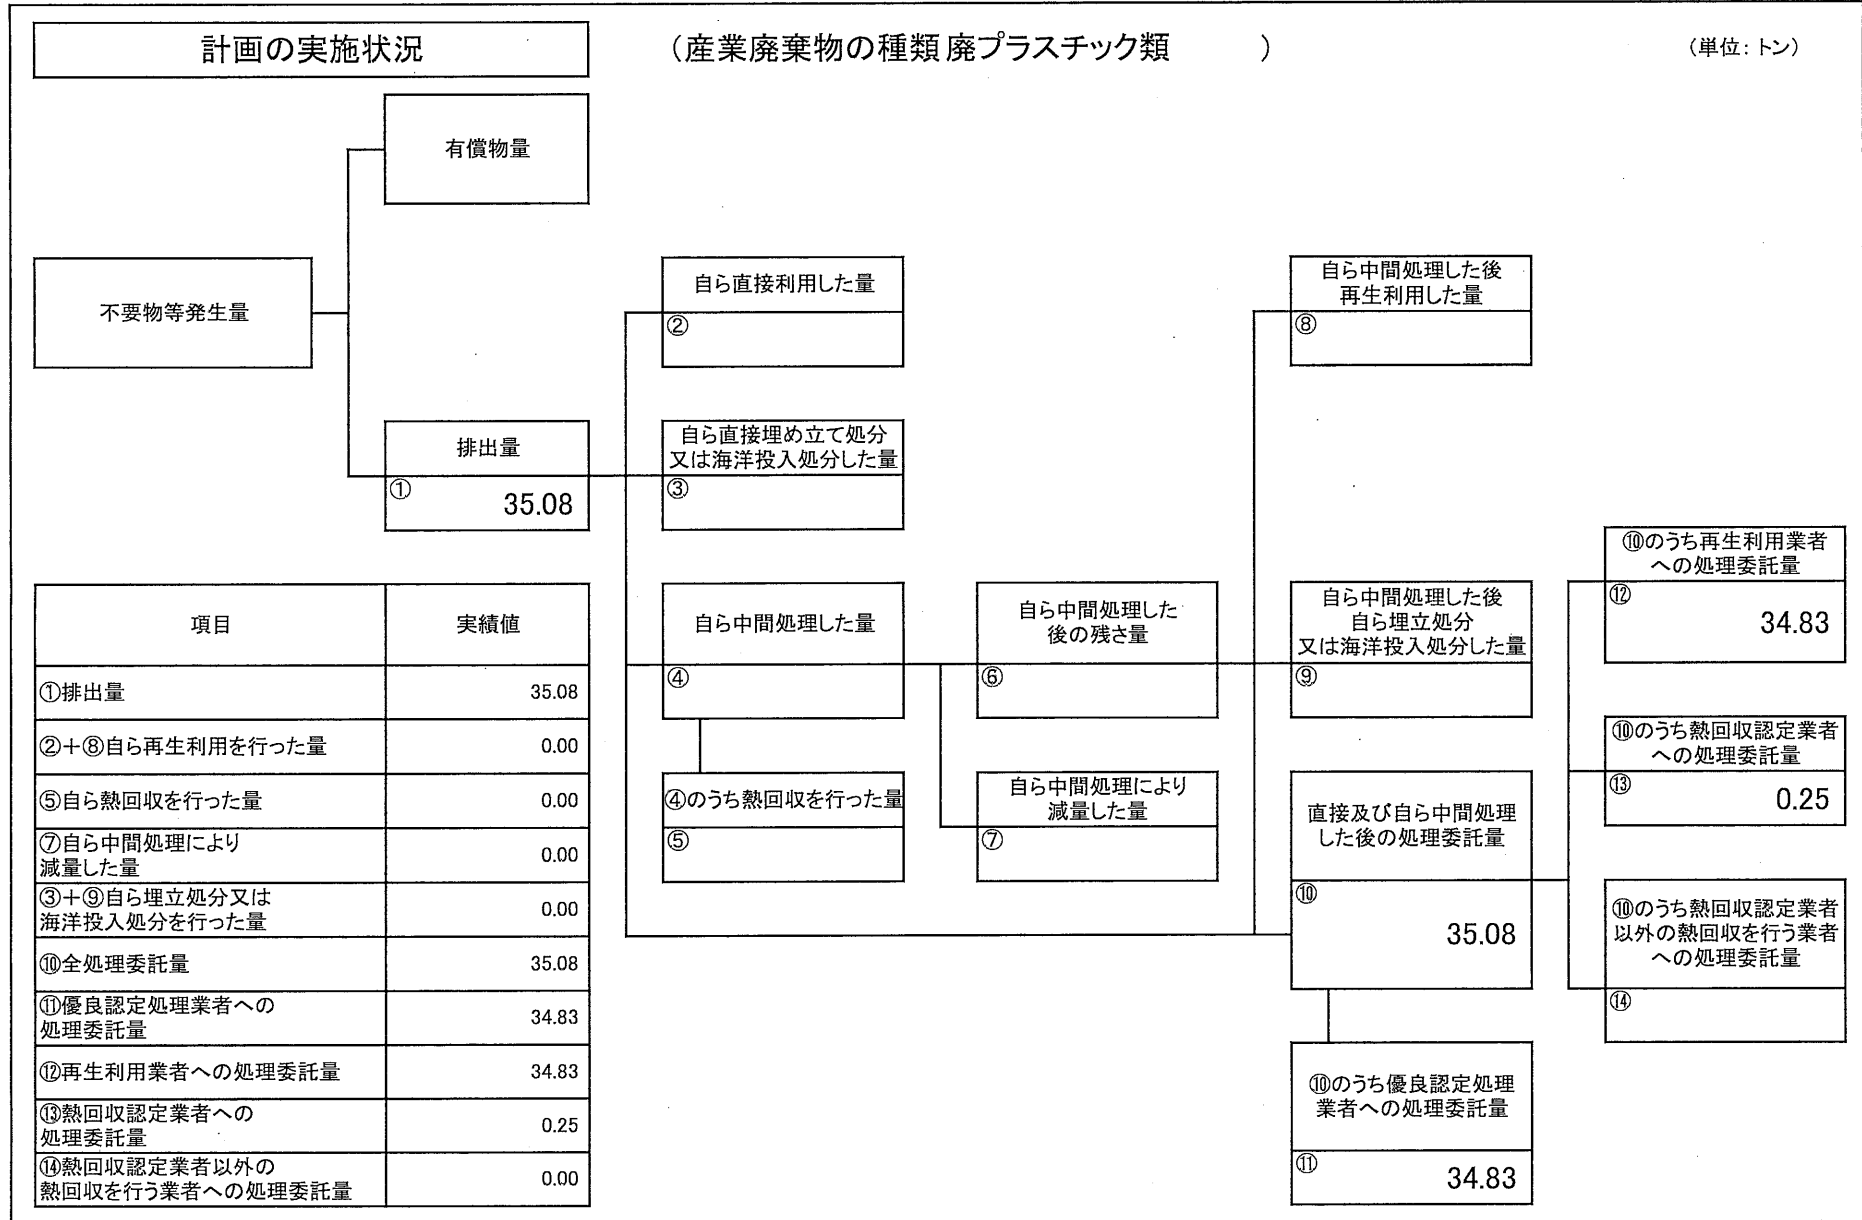 計画の実施状況
(産業廃棄物の種類 廃プラスチック類 )
(単位:トン)
有償物量
不要物等発生量
自ら直接利用した量
②
自ら中間処理した後
再生利用した量
⑧
排出量
① 35.08
自ら直接埋め立て処分
又は海洋投入処分した量
③
自ら中間処理した量
④
自ら中間処理した
後の残さ量
⑥
自ら中間処理した後
自ら埋立処分
又は海洋投入処分した量
⑨
⑩のうち再生利用業者
への処理委託量
⑫ 34.83
④のうち熱回収を行った量
⑤
自ら中間処理により
減量した量
⑦
直接及び自ら中間処理
した後の処理委託量
⑩
35.08
⑩のうち熱回収認定業者
への処理委託量
⑬ 0.25
⑩のうち熱回収認定業者
以外の熱回収を行う業者
への処理委託量
⑭
⑩のうち優良認定処理
業者への処理委託量
⑪ 34.83
項目 実績値
①排出量 35.08
②+⑧自ら再生利用を行った量 0.00
⑤自ら熱回収を行った量 0.00
⑦自ら中間処理により
減量した量 0.00
③+⑨自ら埋立処分又は
海洋投入処分を行った量 0.00
⑩全処理委託量 35.08
⑪優良認定処理業者への
処理委託量 34.83
⑫再生利用業者への処理委託量 34.83
⑬熱回収認定業者への
処理委託量 0.25
⑭熱回収認定業者以外の
熱回収を行う業者への処理委託量 0.00